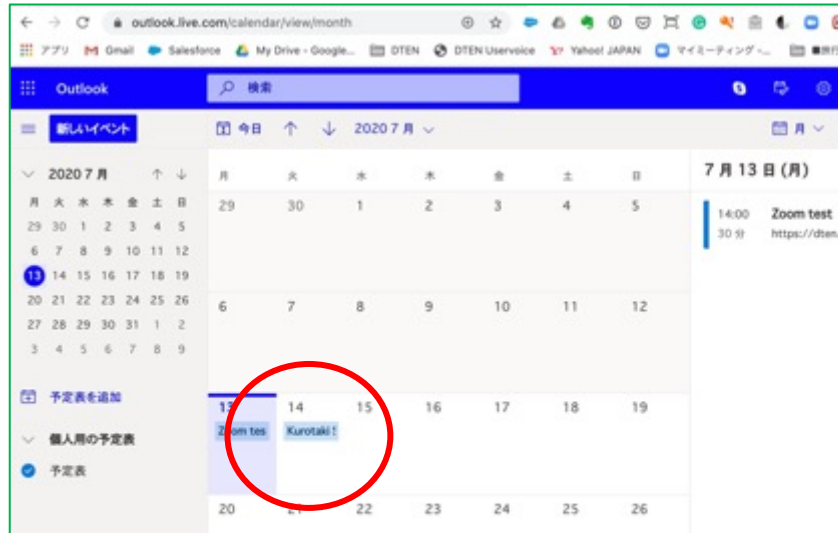 outlook.live.com/calendar/view/month
アプリ Gmail Salesforce My Drive - Google... DTEN DTEN Uservoice Yahoo! JAPAN マイミーティング -...
Outlook
検索
新しいイベント
今日 2020 7 月
月
2020 7 月
月 火 水 木 金 土 日
29 30 1 2 3 4 5
6 7 8 9 10 11 12
13 14 15 16 17 18 19
20 21 22 23 24 25 26
27 28 29 30 31 1 2
3 4 5 6 7 8 9
予定表を追加
個人用の予定表
予定表
月 火 水 木 金 土 日
29 30 1 2 3 4 5
6 7 8 9 10 11 12
13 14 15 16 17 18 19
Zoom tes Kurotaki
20 21 22 23 24 25 26
7 月 13 日 (月)
14:00 Zoom test
30 分 https://dten.